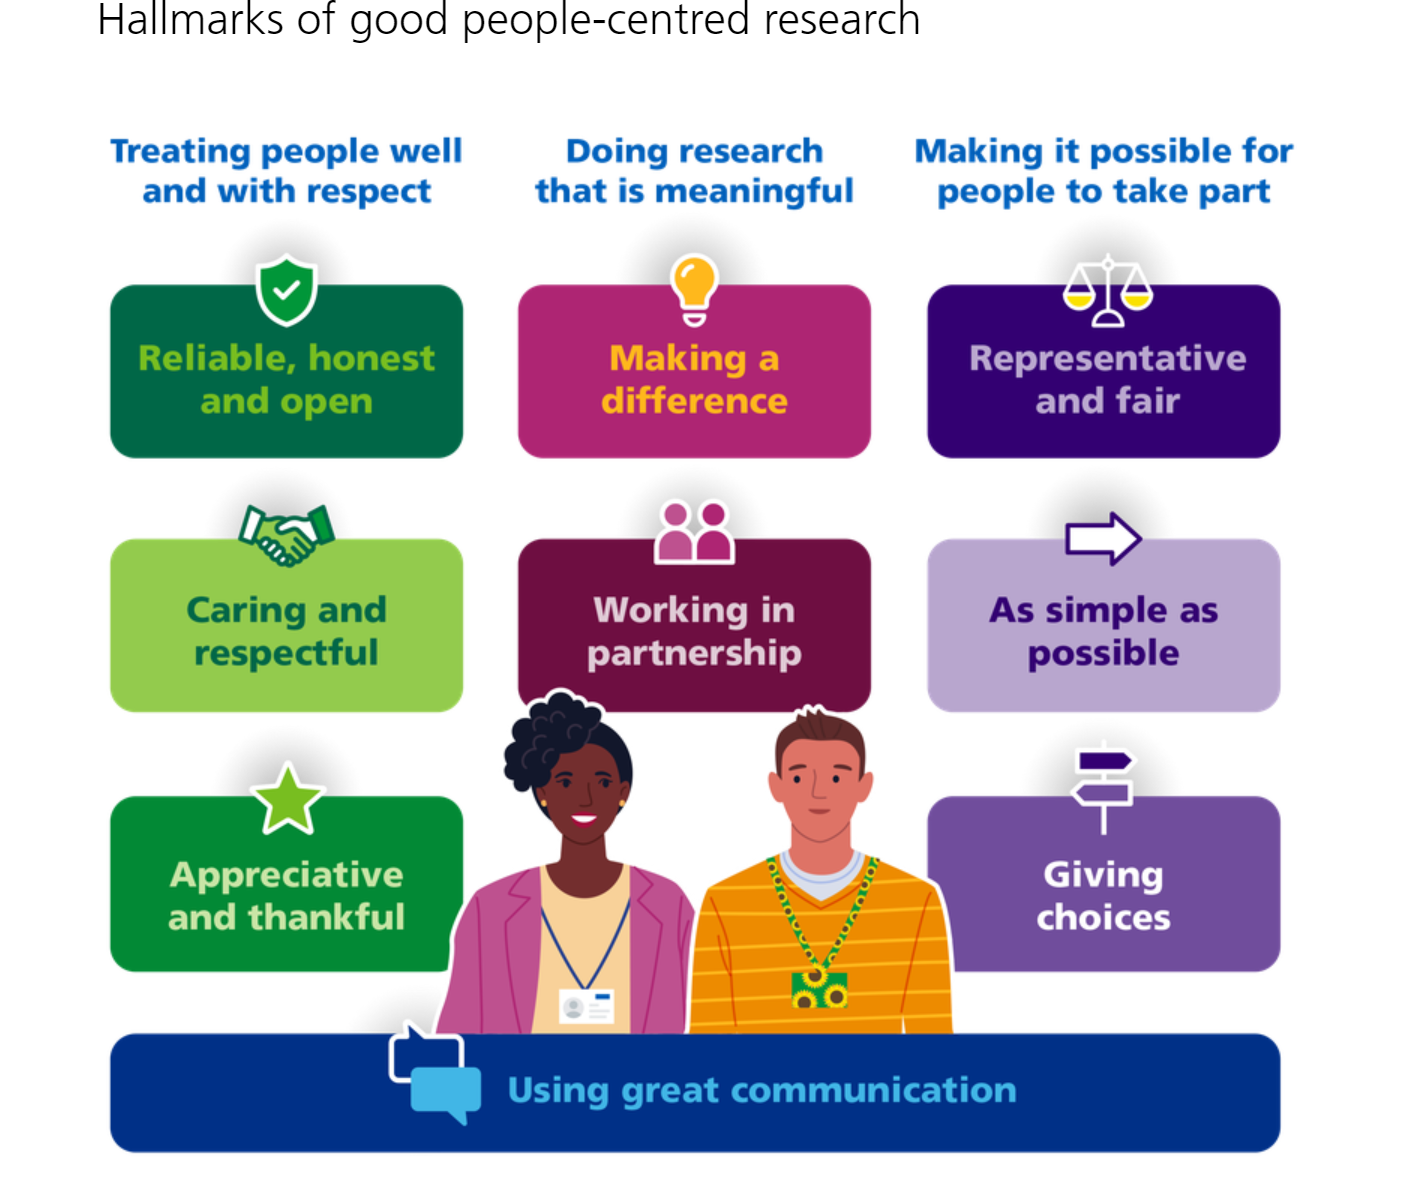 Hallmarks of good people-centred research
Treating people well
and with respect
Doing research
that is meaningful
Making it possible for
people to take part
Reliable, honest
and open
Making a
difference
Representative
and fair
Caring and
respectful
Working in
partnership
As simple as
possible
Appreciative
and thankful
Giving
choices
Using great communication